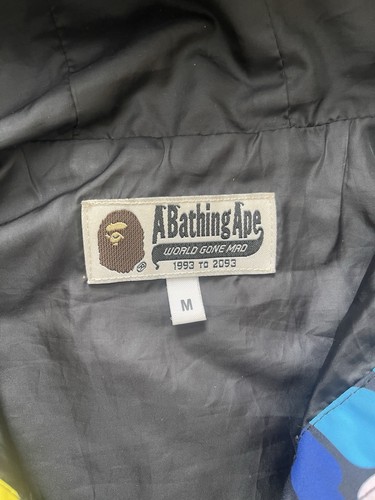 A Bathing Ape
®
WORLD GONE MAD
1993 TO 2093
M